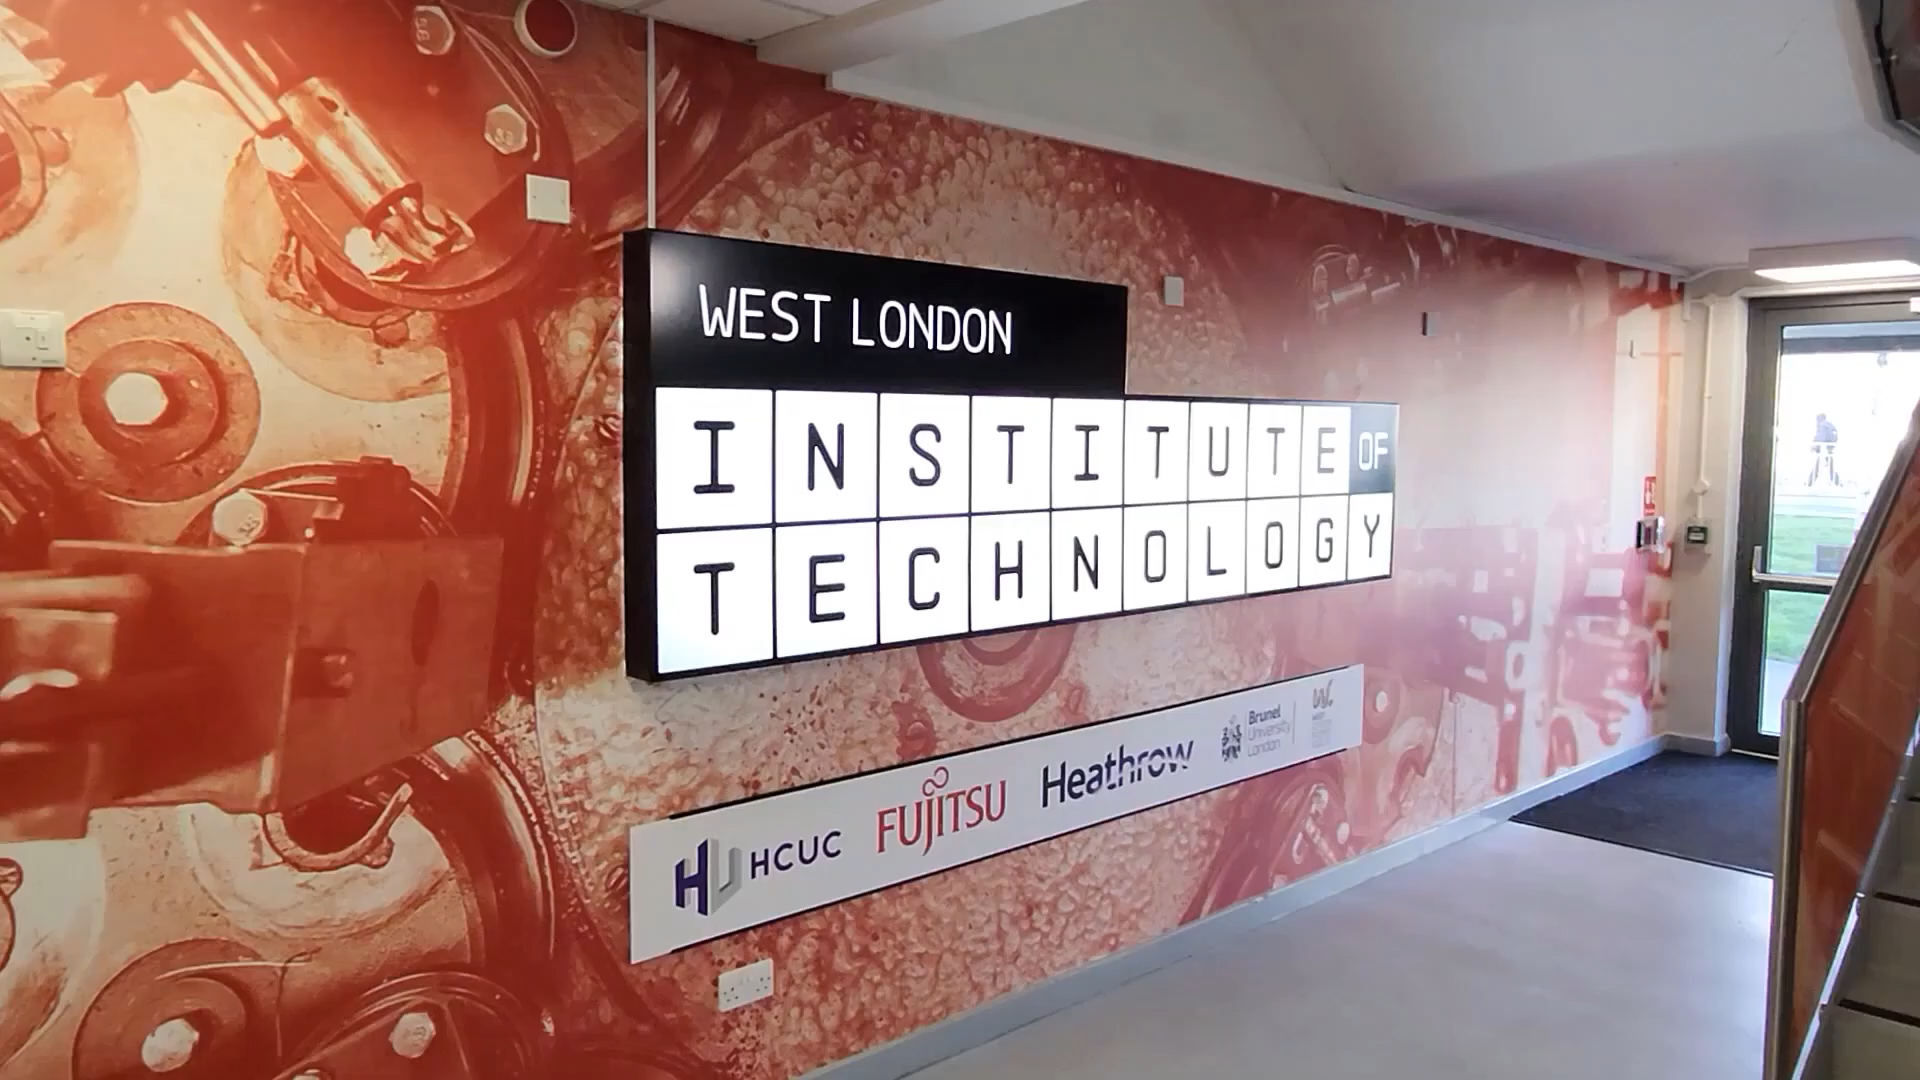 WEST LONDON
INSTITUTE OF
TECHNOLOGY
HCUC
FUJITSU
Heathrow
Brunel
University
London